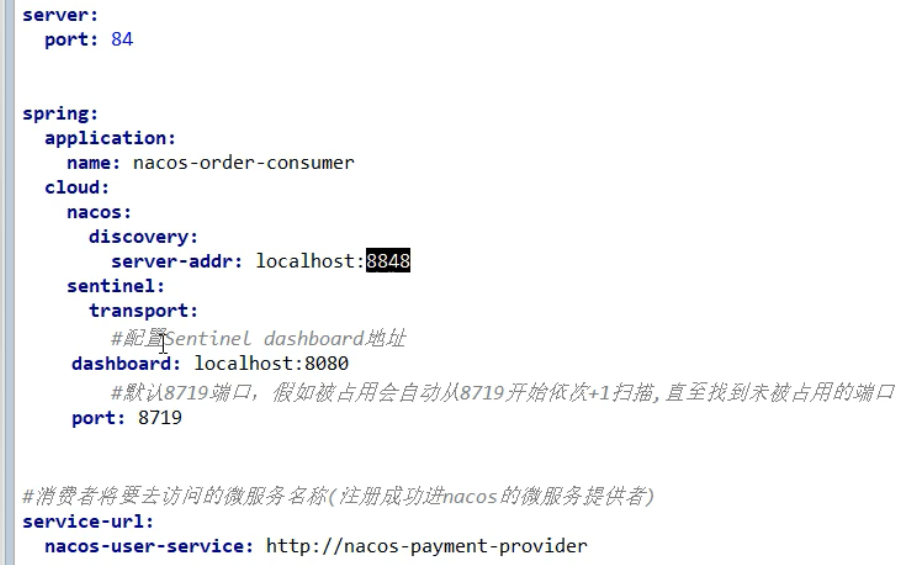 server:
  port: 84
spring:
  application:
    name: nacos-order-consumer
  cloud:
    nacos:
      discovery:
        server-addr: localhost:8848
    sentinel:
      transport:
        #配置Sentinel dashboard地址
    dashboard: localhost:8080
        #默认8719端口，假如被占用会自动从8719开始依次+1扫描,直至找到未被占用的端口
    port: 8719
#消费者将要去访问的微服务名称(注册成功进nacos的微服务提供者)
service-url:
  nacos-user-service: http://nacos-payment-provider